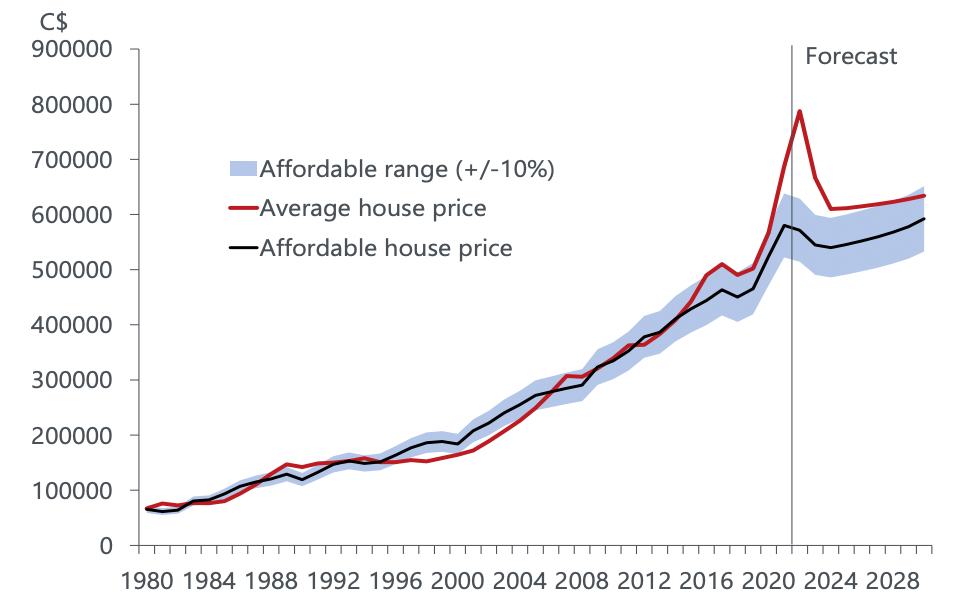 C$
900000
Forecast
800000
700000
Affordable range (+/-10%)
Average house price
600000
Affordable house price
500000
400000
300000
200000
100000
0
1980 1984 1988 1992 1996 2000 2004 2008 2012 2016 2020 2024 2028